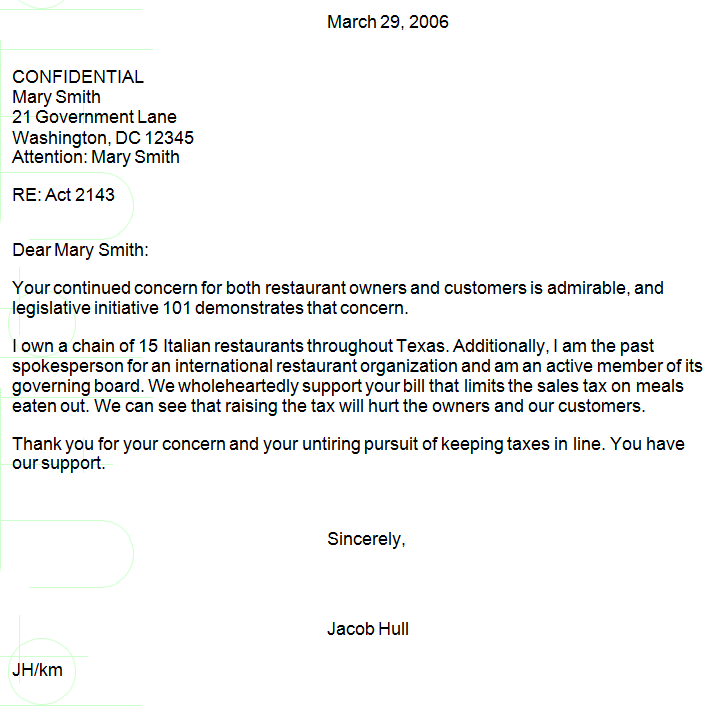 March 29, 2006
CONFIDENTIAL
Mary Smith
21 Government Lane
Washington, DC 12345
Attention: Mary Smith
RE: Act 2143
Dear Mary Smith:
Your continued concern for both restaurant owners and customers is admirable, and
legislative initiative 101 demonstrates that concern.
I own a chain of 15 Italian restaurants throughout Texas. Additionally, I am the past
spokesperson for an international restaurant organization and am an active member of its
governing board. We wholeheartedly support your bill that limits the sales tax on meals
eaten out. We can see that raising the tax will hurt the owners and our customers.
Thank you for your concern and your untiring pursuit of keeping taxes in line. You have
our support.
Sincerely,
Jacob Hull
JH/km